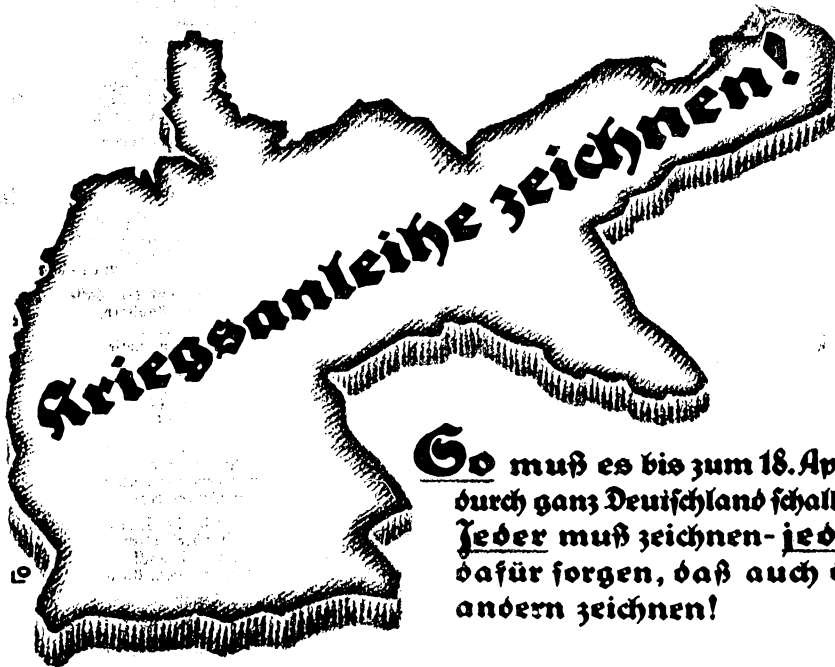 Kriegsanleihe zeichnen!
So muß es bis zum 18. Ap
durch ganz Deutschland schall
Jeder muß zeichnen- jed
dafür sorgen, daß auch
andern zeichnen!